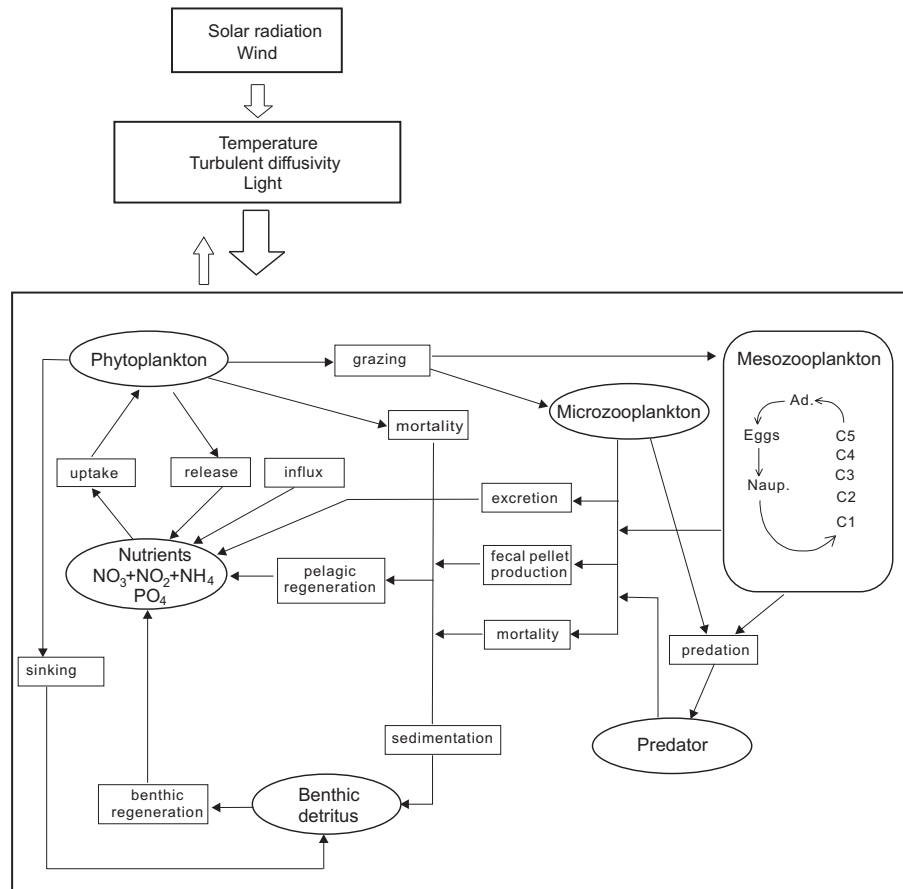 Solar radiation
Wind
Temperature
Turbulent diffusivity
Light
Phytoplankton
grazing
Mesozooplankton
Microzooplankton
mortality
Ad.
Eggs
C5
C4
C3
C2
C1
Naup.
uptake
release
influx
excretion
Nutrients
NO₃+NO₂+NH₄
PO₄
pelagic
regeneration
fecal pellet
production
mortality
predation
sinking
sedimentation
Predator
benthic
regeneration
Benthic
detritus